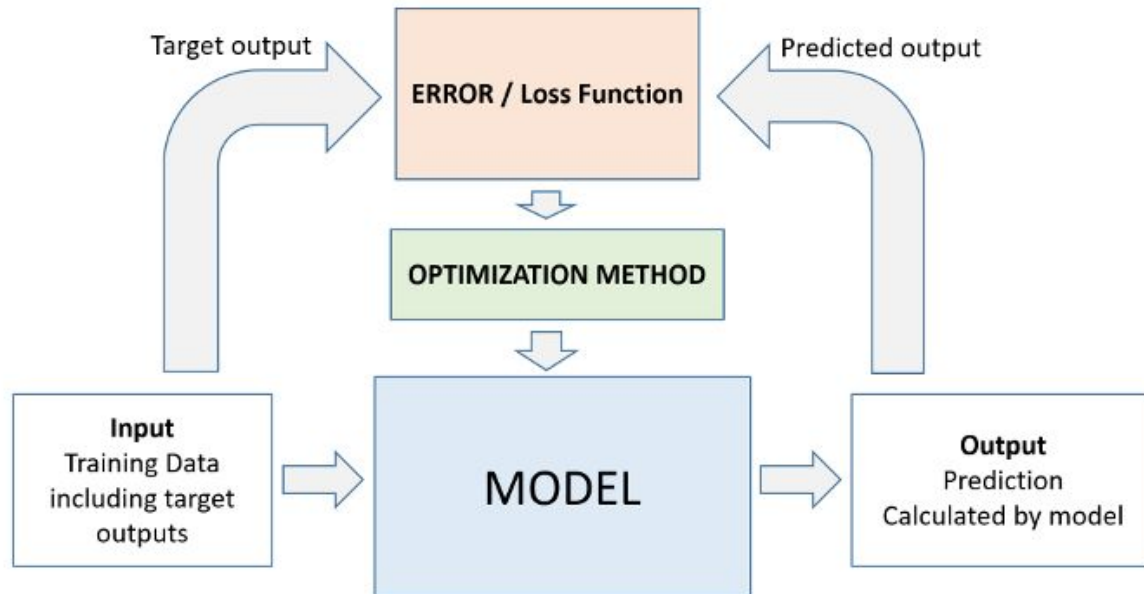 Target output
Predicted output
ERROR / Loss Function
OPTIMIZATION METHOD
Input
Training Data
including target
outputs
MODEL
Output
Prediction
Calculated by model